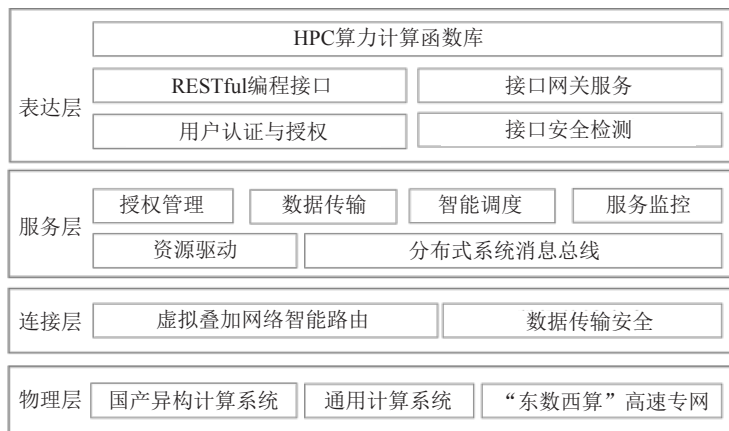 HPC算力计算函数库
表达层
RESTful编程接口
接口网关服务
用户认证与授权
接口安全检测
服务层
授权管理
数据传输
智能调度
服务监控
资源驱动
分布式系统消息总线
连接层
虚拟叠加网络智能路由
数据传输安全
物理层
国产异构计算系统
通用计算系统
“东数西算”高速专网